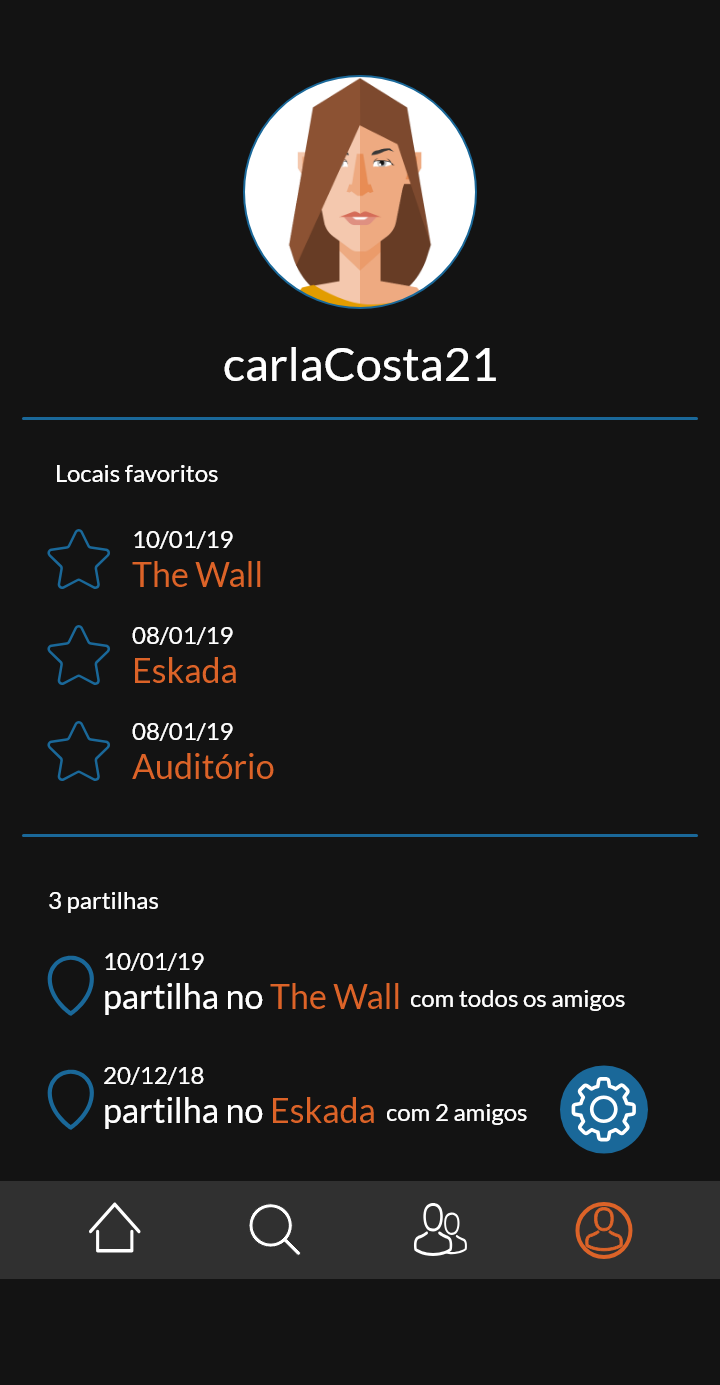 carlaCosta21
Locais favoritos
10/01/19
The Wall
08/01/19
Eskada
08/01/19
Auditório
3 partilhas
10/01/19
partilha no The Wall com todos os amigos
20/12/18
partilha no Eskada com 2 amigos